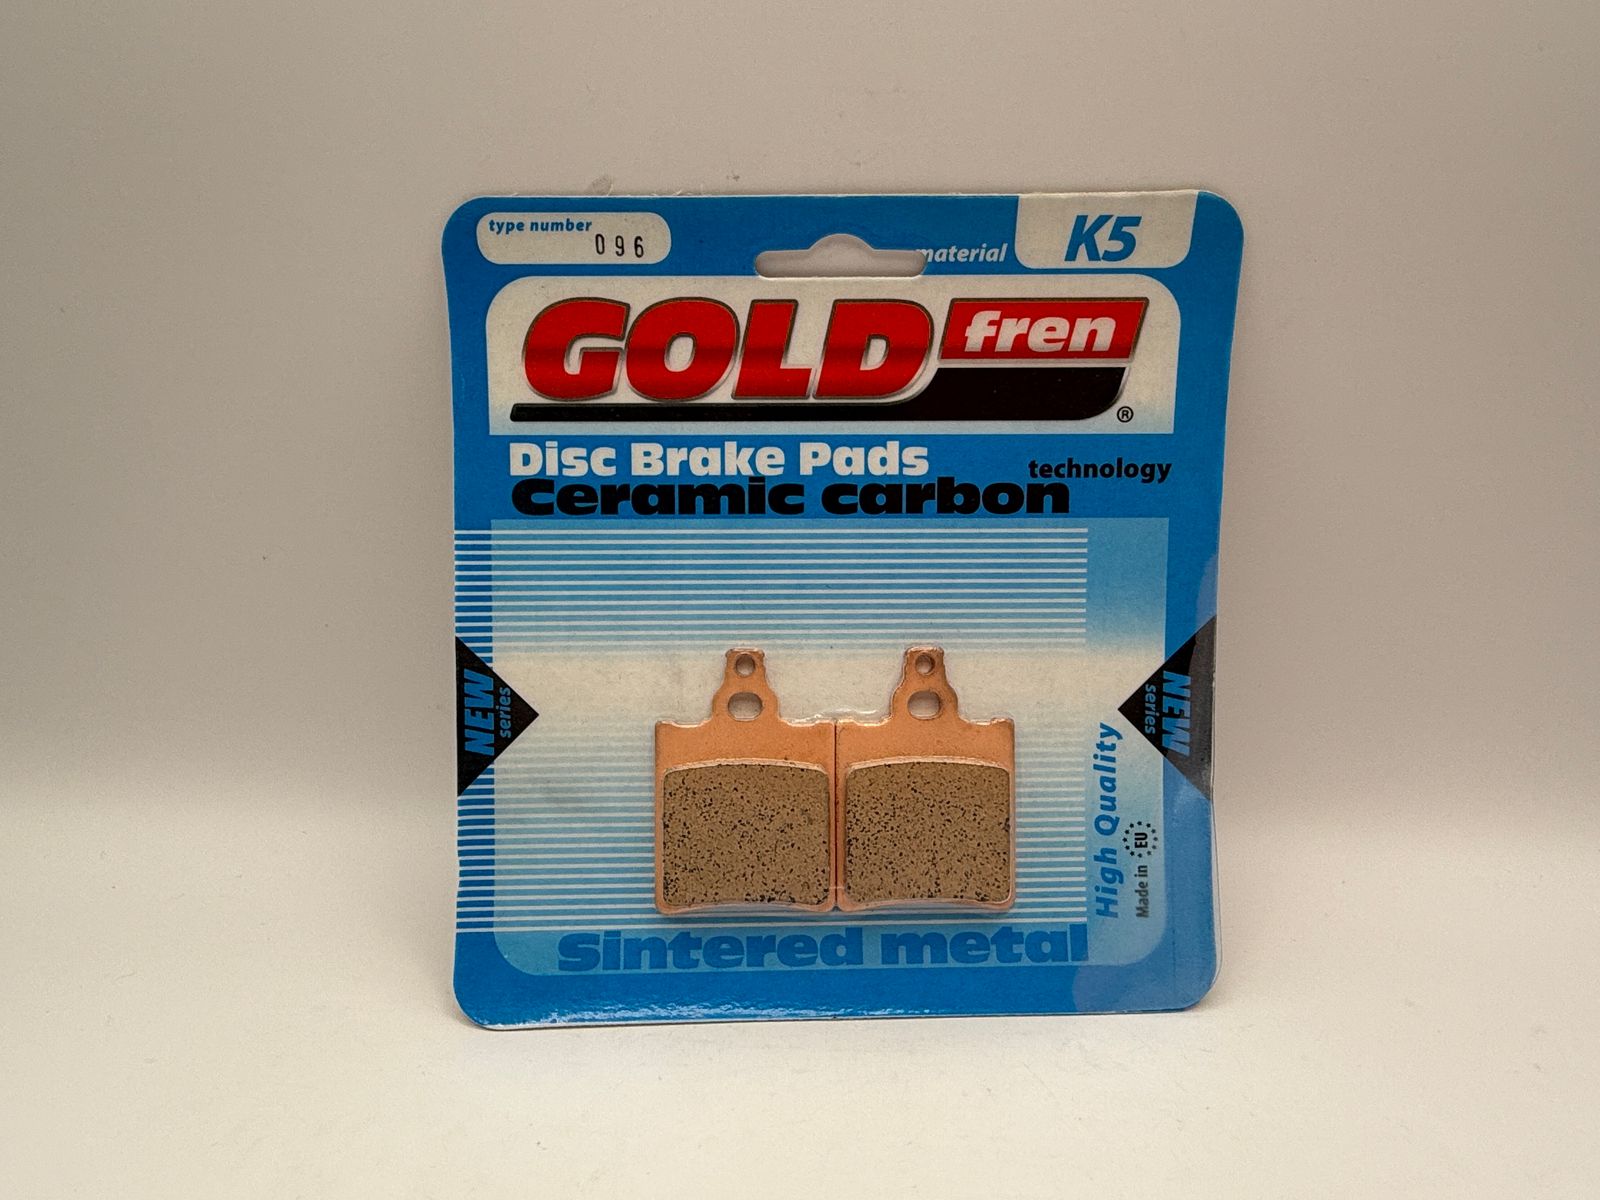 type number
096
material
K5
GOLD fren
®
Disc Brake Pads
technology
Ceramic carbon
NEW
series
NEW
series
High Quality
Made in EU
Sintered metal